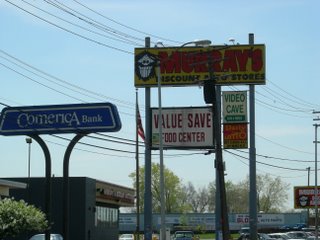 MURRAY'S
DISCOUNT AUTO STORES
VIDEO
CAVE
VALUE SAVE
FOOD CENTER
Comerica Bank